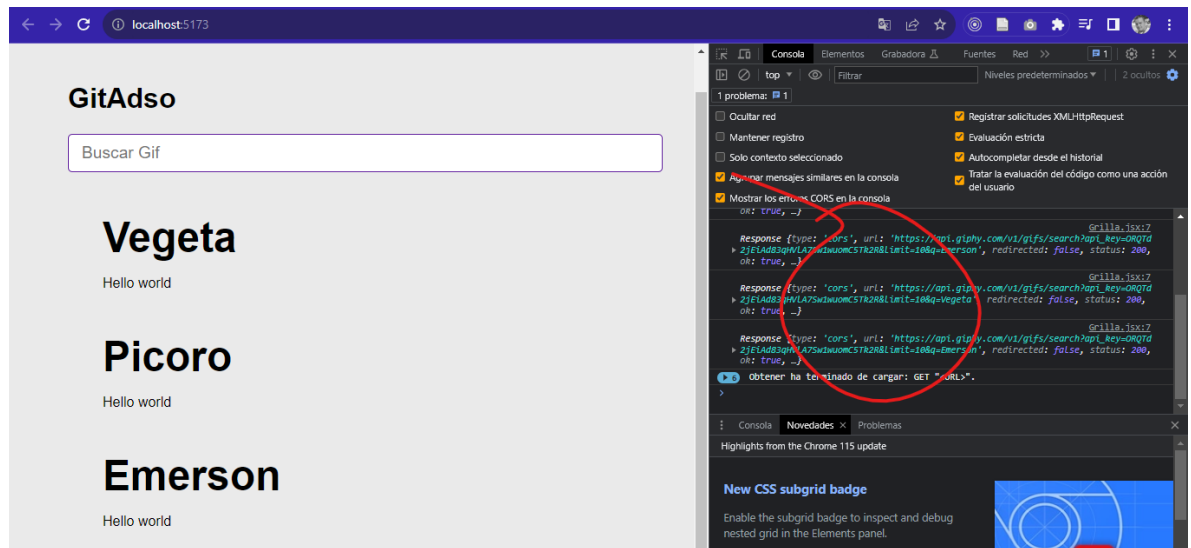 localhost:5173
GitAdso
Buscar Gif
Vegeta
Hello world
Picoro
Hello world
Emerson
Hello world
Consola Elementos Grabadora Fuentes Red 1
top Filtrar Niveles predeterminados 2 ocultos
1 problema: 1
Ocultar red Registrar solicitudes XMLHttpRequest
Mantener registro Evaluación estricta
Solo contexto seleccionado Autocompletar desde el historial
Agrupar mensajes similares en la consola Tratar la evaluación del código como una acción
del usuario
Mostrar los errores CORS en la consola
ok: true, …}
Grilla.jsx:7
Response {type: 'cors', url: 'https://api.giphy.com/v1/gifs/search?api_key=ORQTd
2jEiAd83qHVLA7Sw1wuomC5Tk2R&limit=10&q=Emerson', redirected: false, status: 200,
ok: true, …}
Grilla.jsx:7
Response {type: 'cors', url: 'https://api.giphy.com/v1/gifs/search?api_key=ORQTd
2jEiAd83qHVLA7Sw1wuomC5Tk2R&limit=10&q=Vegeta', redirected: false, status: 200,
ok: true, …}
Grilla.jsx:7
Response {type: 'cors', url: 'https://api.giphy.com/v1/gifs/search?api_key=ORQTd
2jEiAd83qHVLA7Sw1wuomC5Tk2R&limit=10&q=Emerson', redirected: false, status: 200,
ok: true, …}
6 Obtener ha terminado de cargar: GET "<URL>".
Consola Novedades Problemas
Highlights from the Chrome 115 update
New CSS subgrid badge
Enable the subgrid badge to inspect and debug
nested grid in the Elements panel.